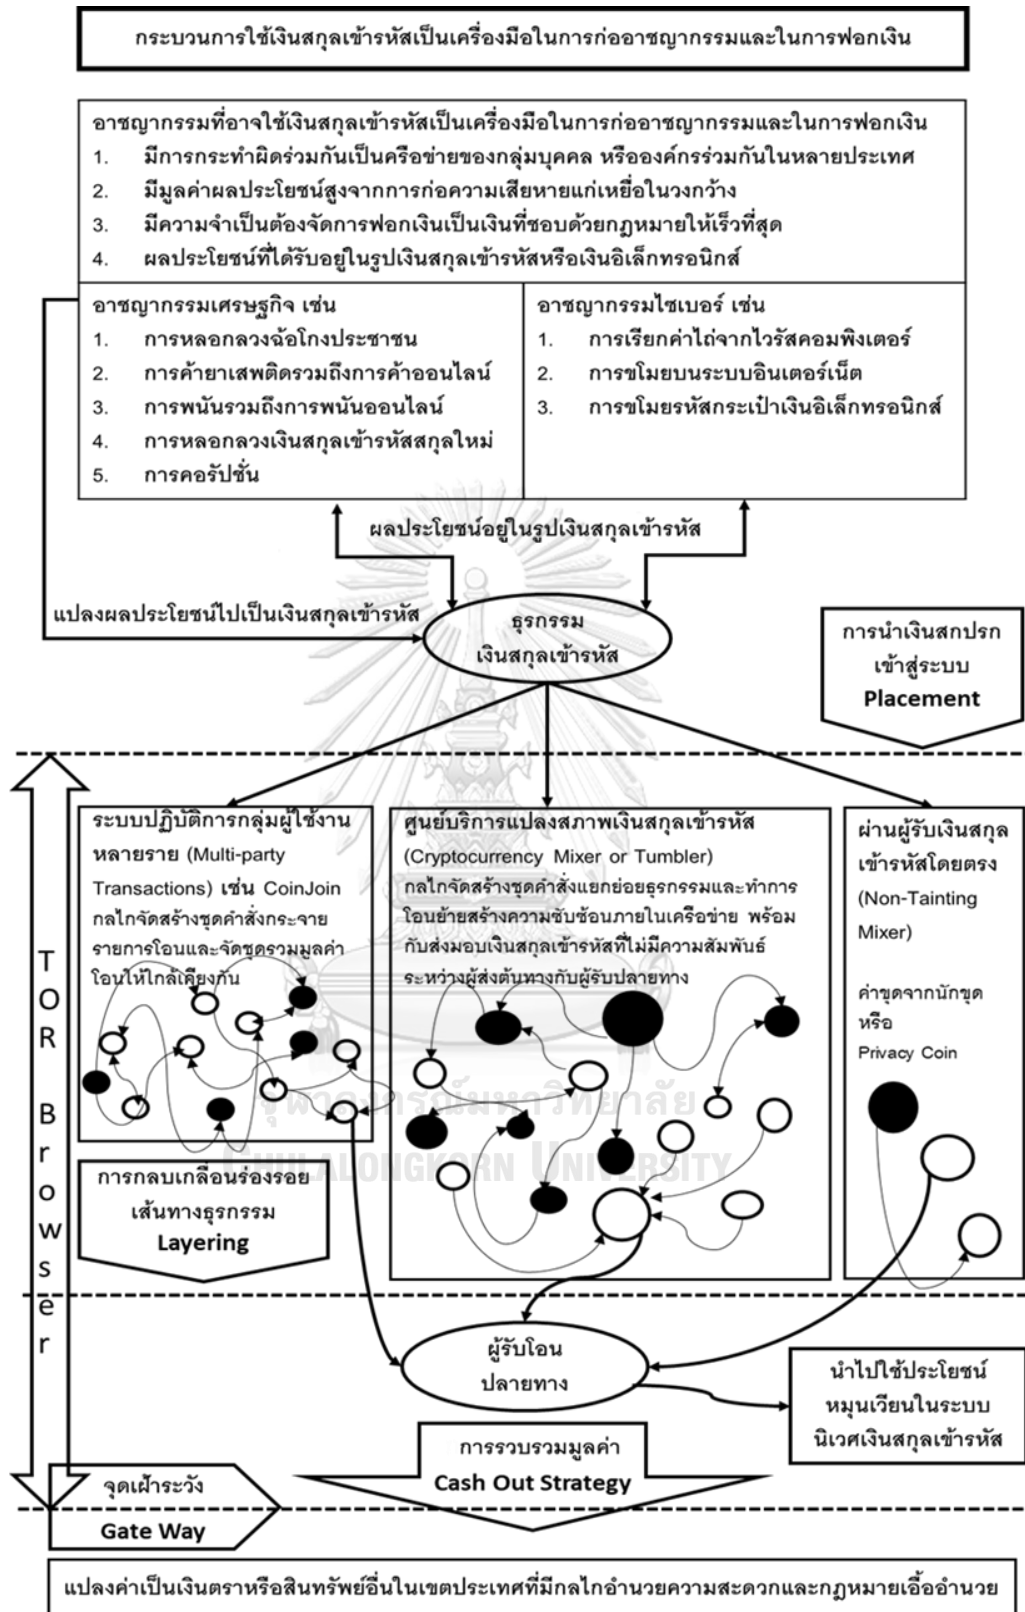 กระบวนการใช้เงินสกุลเข้ารหัสเป็นเครื่องมือในการก่ออาชญากรรมและในการฟอกเงิน
อาชญากรรมที่อาจใช้เงินสกุลเข้ารหัสเป็นเครื่องมือในการก่ออาชญากรรมและในการฟอกเงิน
1. มีการกระทำผิดร่วมกันเป็นครือข่ายของกลุ่มบุคคล หรือองค์กรร่วมกันในหลายประเทศ
2. มีมูลค่าผลประโยชน์สูงจากการก่อความเสียหายแก่เหยื่อในวงกว้าง
3. มีความจำเป็นต้องจัดการฟอกเงินเป็นเงินที่ชอบด้วยกฎหมายให้เร็วที่สุด
4. ผลประโยชน์ที่ได้รับอยู่ในรูปเงินสกุลเข้ารหัสหรือเงินอิเล็กทรอนิกส์
อาชญากรรมเศรษฐกิจ เช่น
1. การหลอกลวงฉ้อโกงประชาชน
2. การค้ายาเสพติดรวมถึงการค้าออนไลน์
3. การพนันรวมถึงการพนันออนไลน์
4. การหลอกลวงเงินสกุลเข้ารหัสสกุลใหม่
5. การคอรัปชั่น
อาชญากรรมไซเบอร์ เช่น
1. การเรียกค่าไถ่จากไวรัสคอมพิงเตอร์
2. การขโมยบนระบบอินเตอร์เน็ต
3. การขโมยรหัสกระเป๋าเงินอิเล็กทรอนิกส์
ผลประโยชน์อยู่ในรูปเงินสกุลเข้ารหัส
แปลงผลประโยชน์ไปเป็นเงินสกุลเข้ารหัส
ธุรกรรม
เงินสกุลเข้ารหัส
การนำเงินสกปรก
เข้าสู่ระบบ
Placement
TOR Browser
ระบบปฏิบัติการกลุ่มผู้ใช้งาน
หลายราย (Multi-party
Transactions) เช่น CoinJoin
กลไกจัดสร้างชุดคำสั่งกระจาย
รายการโอนและจัดชุดรวมมูลค่า
โอนให้ใกล้เคียงกัน
ศูนย์บริการแปลงสภาพเงินสกุลเข้ารหัส
(Cryptocurrency Mixer or Tumbler)
กลไกจัดสร้างชุดคำสั่งแยกย่อยธุรกรรมและทำการ
โอนย้ายสร้างความซับซ้อนภายในเครือข่าย พร้อม
กับส่งมอบเงินสกุลเข้ารหัสที่ไม่มีความสัมพันธ์
ระหว่างผู้ส่งต้นทางกับผู้รับปลายทาง
ผ่านผู้รับเงินสกุล
เข้ารหัสโดยตรง
(Non-Tainting
Mixer)
ค่าขุดจากนักขุด
หรือ
Privacy Coin
จุฬาลงกรณ์มหาวิทยาลัย
CHULALONGKORN UNIVERSITY
การกลบเกลื่อนร่องรอย
เส้นทางธุรกรรม
Layering
ผู้รับโอน
ปลายทาง
นำไปใช้ประโยชน์
หมุนเวียนในระบบ
นิเวศเงินสกุลเข้ารหัส
การรวบรวมมูลค่า
Cash Out Strategy
จุดเฝ้าระวัง
Gate Way
แปลงค่าเป็นเงินตราหรือสินทรัพย์อื่นในเขตประเทศที่มีกลไกอำนวยความสะดวกและกฎหมายเอื้ออำนวย